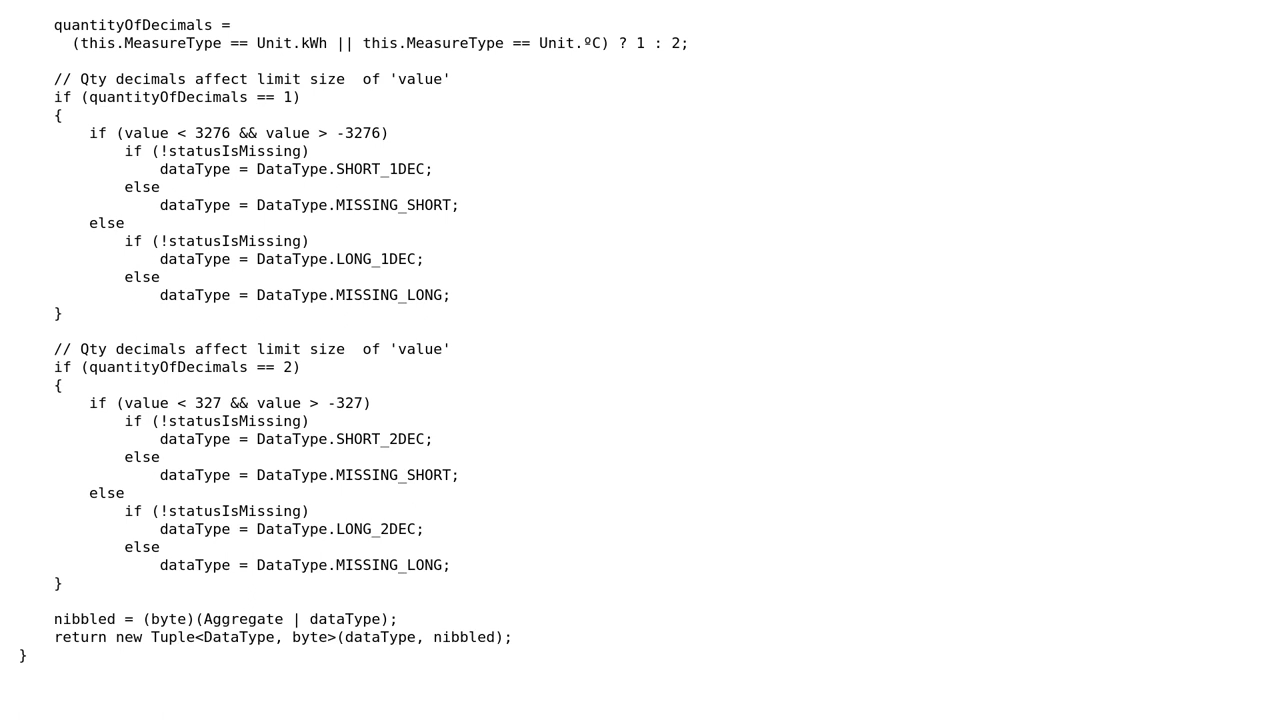 quantityOfDecimals =
(this.MeasureType == Unit.kWh || this.MeasureType == Unit.ºC) ? 1 : 2;
// Qty decimals affect limit size  of 'value'
if (quantityOfDecimals == 1)
{
if (value < 3276 && value > -3276)
if (!statusIsMissing)
dataType = DataType.SHORT_1DEC;
else
dataType = DataType.MISSING_SHORT;
else
if (!statusIsMissing)
dataType = DataType.LONG_1DEC;
else
dataType = DataType.MISSING_LONG;
}
// Qty decimals affect limit size  of 'value'
if (quantityOfDecimals == 2)
{
if (value < 327 && value > -327)
if (!statusIsMissing)
dataType = DataType.SHORT_2DEC;
else
dataType = DataType.MISSING_SHORT;
else
if (!statusIsMissing)
dataType = DataType.LONG_2DEC;
else
dataType = DataType.MISSING_LONG;
}
nibbled = (byte)(Aggregate | dataType);
return new Tuple<DataType, byte>(dataType, nibbled);
}